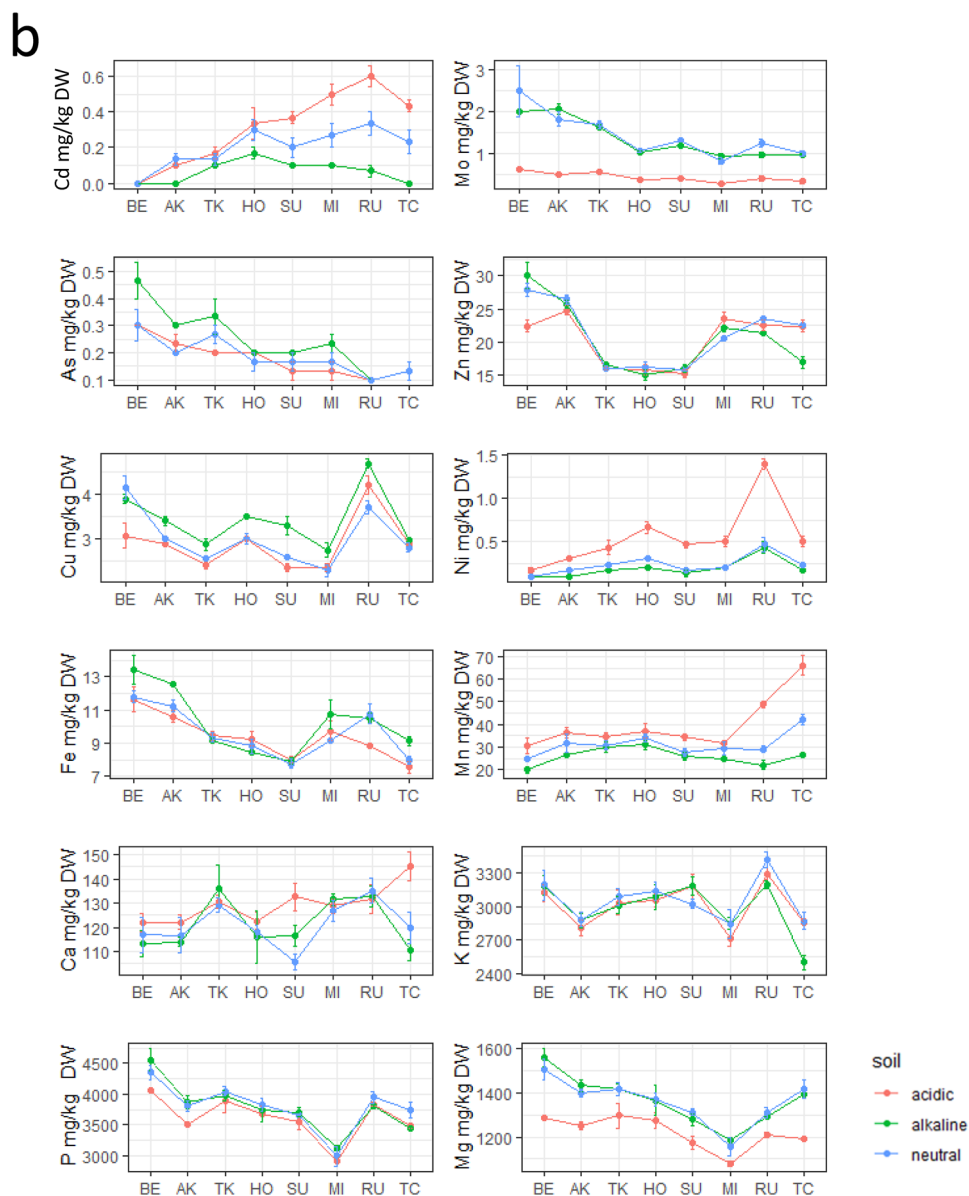 b
Cd mg/kg DW
0.6
0.4
0.2
0.0
BE AK TK HO SU MI RU TC
Mo mg/kg DW
3
2
1
BE AK TK HO SU MI RU TC
As mg/kg DW
0.5
0.4
0.3
0.2
0.1
BE AK TK HO SU MI RU TC
Zn mg/kg DW
30
25
20
15
BE AK TK HO SU MI RU TC
Cu mg/kg DW
4
3
BE AK TK HO SU MI RU TC
Ni mg/kg DW
1.5
1.0
0.5
BE AK TK HO SU MI RU TC
Fe mg/kg DW
13
11
9
7
BE AK TK HO SU MI RU TC
Mn mg/kg DW
70
60
50
40
30
20
BE AK TK HO SU MI RU TC
Ca mg/kg DW
150
140
130
120
110
BE AK TK HO SU MI RU TC
K mg/kg DW
3300
3000
2700
2400
BE AK TK HO SU MI RU TC
P mg/kg DW
4500
4000
3500
3000
BE AK TK HO SU MI RU TC
Mg mg/kg DW
1600
1400
1200
BE AK TK HO SU MI RU TC
soil
acidic
alkaline
neutral